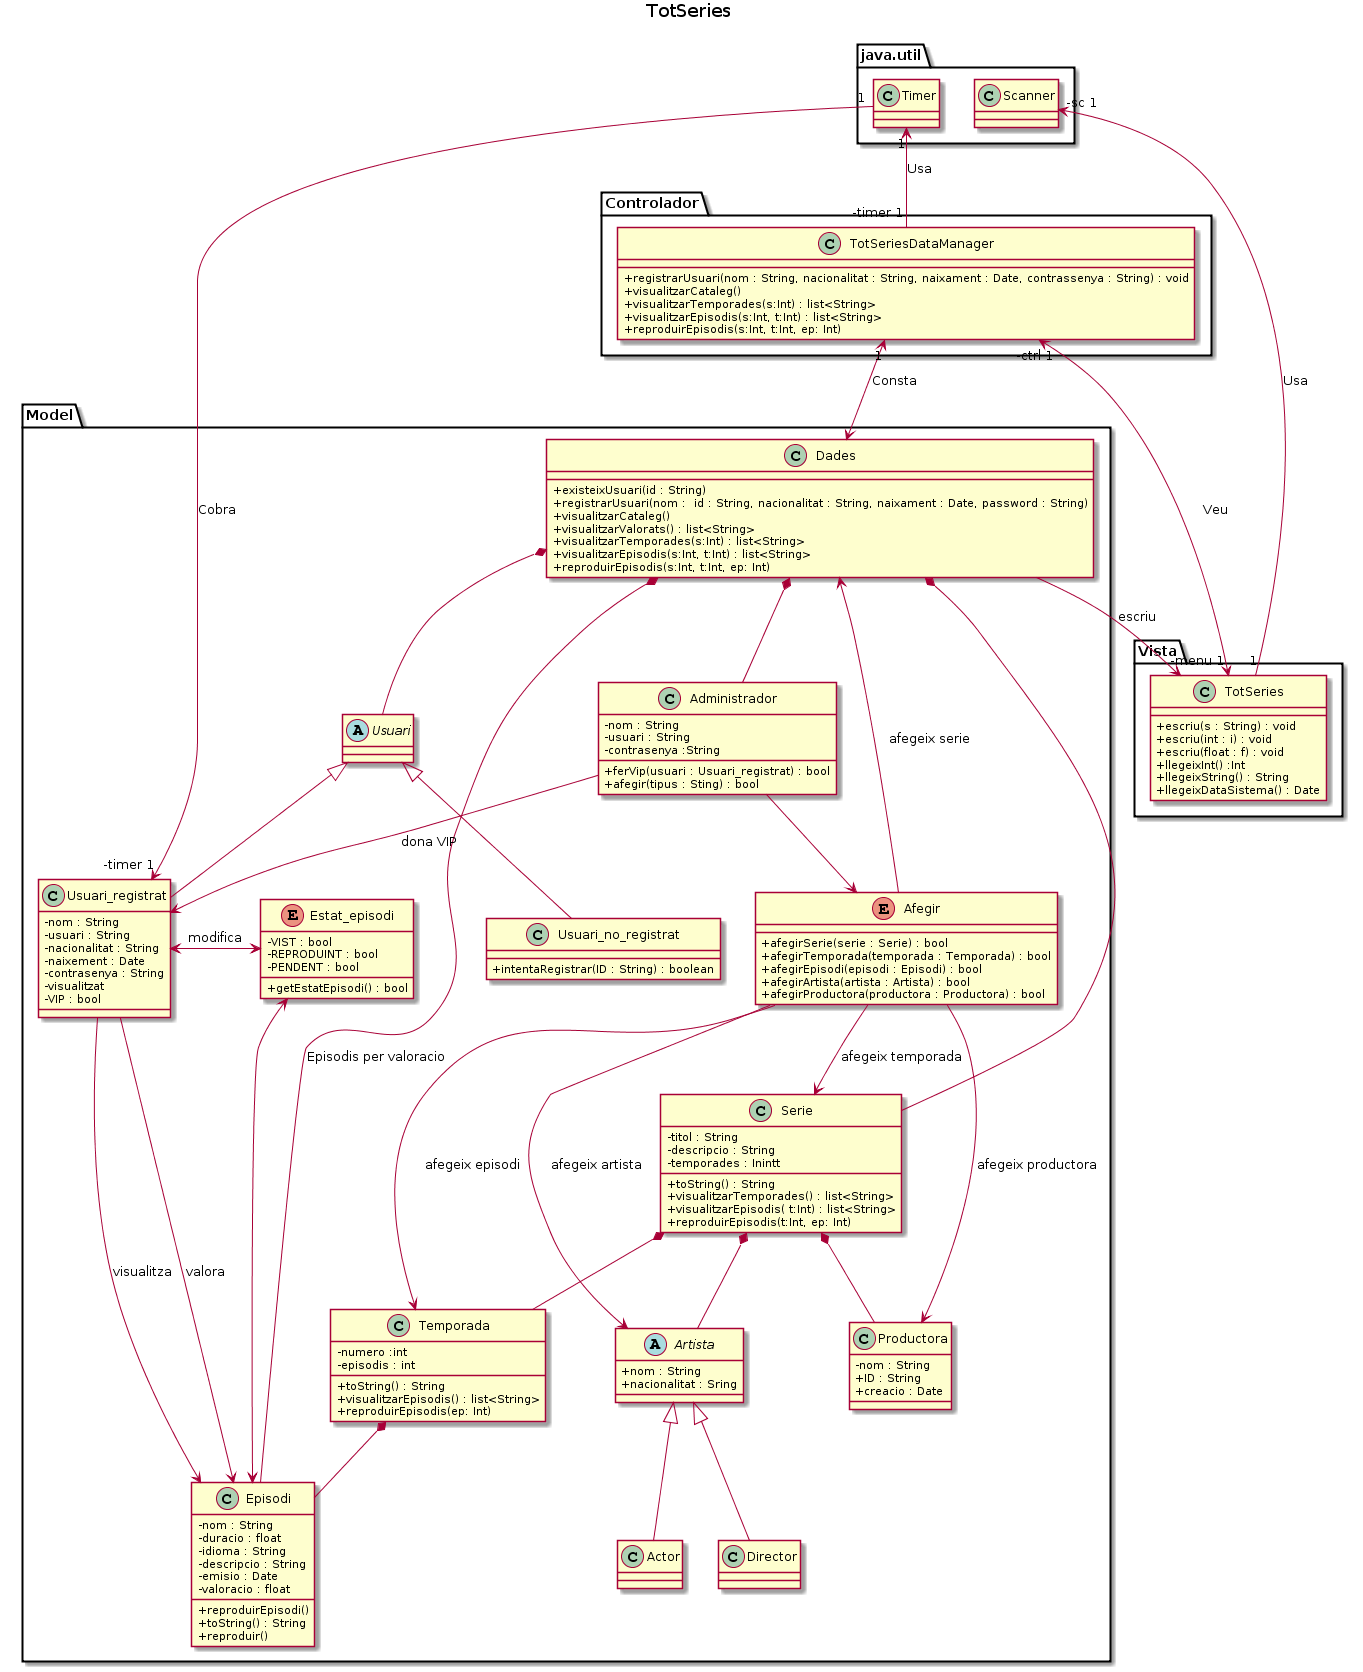 TotSeries
java.util
C Timer
C Scanner
1
-sc 1
1
Usa
-timer 1
Controlador
C TotSeriesDataManager
+registrarUsuari(nom : String, nacionalitat : String, naixament : Date, contrassenya : String) : void
+visualitzarCataleg()
+visualitzarTemporades(s:Int) : list<String>
+visualitzarEpisodis(s:Int, t:Int) : list<String>
+reproduirEpisodis(s:Int, t:Int, ep: Int)
1
-ctrl 1
Consta
Usa
Model
C Dades
+existeixUsuari(id : String)
+registrarUsuari(nom :  id : String, nacionalitat : String, naixament : Date, password : String)
+visualitzarCataleg()
+visualitzarValorats() : list<String>
+visualitzarTemporades(s:Int) : list<String>
+visualitzarEpisodis(s:Int, t:Int) : list<String>
+reproduirEpisodis(s:Int, t:Int, ep: Int)
Cobra
Veu
escriu
Vista
-menu 1
1
C TotSeries
+escriu(s : String) : void
+escriu(int : i) : void
+escriu(float : f) : void
+llegeixInt() :Int
+llegeixString() : String
+llegeixDataSistema() : Date
C Administrador
-nom : String
-usuari : String
-contrasenya :String
+ferVip(usuari : Usuari_registrat) : bool
+afegir(tipus : Sting) : bool
A Usuari
afegeix serie
dona VIP
-timer 1
C Usuari_registrat
-nom : String
-usuari : String
-nacionalitat : String
-naixement : Date
-contrasenya : String
-visualitzat
-VIP : bool
modifica
E Estat_episodi
-VIST : bool
-REPRODUINT : bool
-PENDENT : bool
+getEstatEpisodi() : bool
C Usuari_no_registrat
+intentaRegistrar(ID : String) : boolean
E Afegir
+afegirSerie(serie : Serie) : bool
+afegirTemporada(temporada : Temporada) : bool
+afegirEpisodi(episodi : Episodi) : bool
+afegirArtista(artista : Artista) : bool
+afegirProductora(productora : Productora) : bool
Episodis per valoracio
afegeix temporada
C Serie
-titol : String
-descripcio : String
-temporades : Inintt
+toString() : String
+visualitzarTemporades() : list<String>
+visualitzarEpisodis( t:Int) : list<String>
+reproduirEpisodis(t:Int, ep: Int)
afegeix episodi
afegeix artista
afegeix productora
visualitza
valora
C Temporada
-numero :int
-episodis : int
+toString() : String
+visualitzarEpisodis() : list<String>
+reproduirEpisodis(ep: Int)
A Artista
+nom : String
+nacionalitat : Sring
C Productora
-nom : String
+ID : String
+creacio : Date
C Episodi
-nom : String
-duracio : float
-idioma : String
-descripcio : String
-emisio : Date
-valoracio : float
+reproduirEpisodi()
+toString() : String
+reproduir()
C Actor
C Director